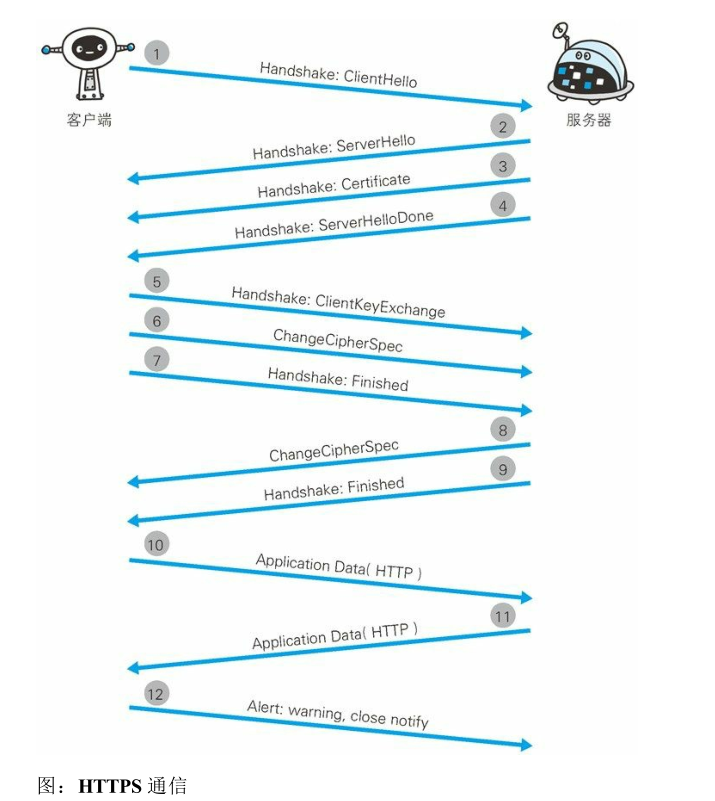 1
Handshake: ClientHello
客户端
服务器
2
Handshake: ServerHello
3
Handshake: Certificate
4
Handshake: ServerHelloDone
5
Handshake: ClientKeyExchange
6
ChangeCipherSpec
7
Handshake: Finished
8
ChangeCipherSpec
9
Handshake: Finished
10
Application Data( HTTP )
11
Application Data( HTTP )
12
Alert: warning, close notify
图：HTTPS 通信